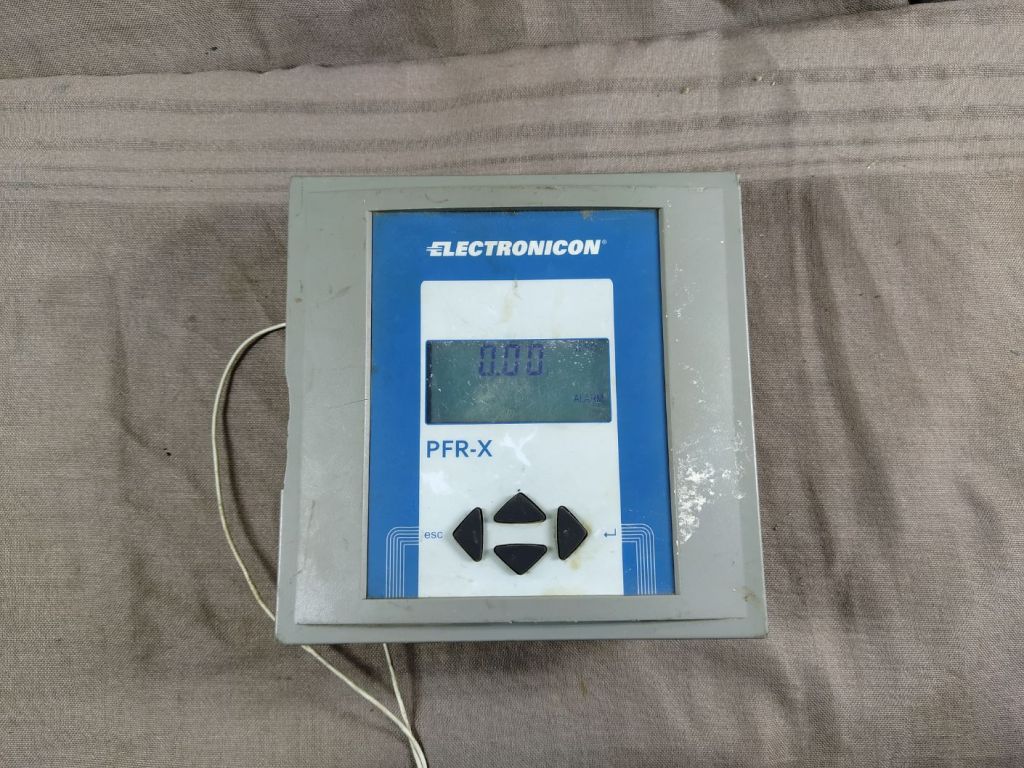 ELECTRONICON®
0.00
ALARM
PFR-X
esc